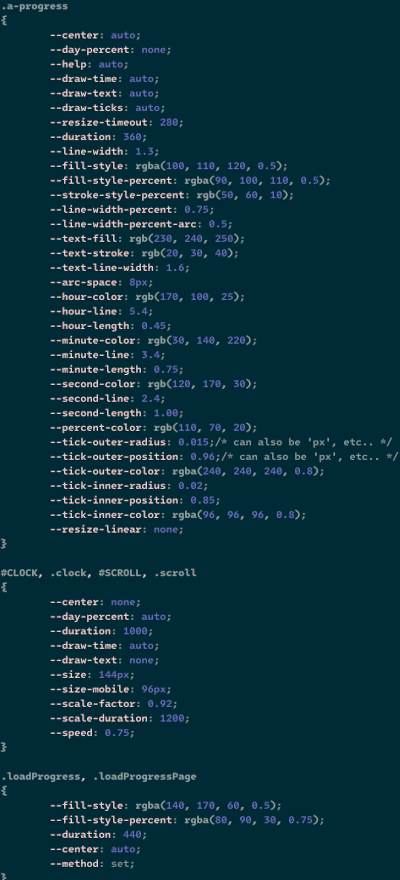 .a-progress
{
--center: auto;
--day-percent: none;
--help: auto;
--draw-time: auto;
--draw-text: auto;
--draw-ticks: auto;
--resize-timeout: 280;
--duration: 360;
--line-width: 1.3;
--fill-style: rgba(100, 110, 120, 0.5);
--fill-style-percent: rgba(90, 100, 110, 0.5);
--stroke-style-percent: rgb(50, 60, 10);
--line-width-percent: 0.75;
--line-width-percent-arc: 0.5;
--text-fill: rgb(230, 240, 250);
--text-stroke: rgb(20, 30, 40);
--text-line-width: 1.6;
--arc-space: 8px;
--hour-color: rgb(170, 100, 25);
--hour-line: 5.4;
--hour-length: 0.45;
--minute-color: rgb(30, 140, 220);
--minute-line: 3.4;
--minute-length: 0.75;
--second-color: rgb(120, 170, 30);
--second-line: 2.4;
--second-length: 1.00;
--percent-color: rgb(110, 70, 20);
--tick-outer-radius: 0.015;/* can also be 'px', etc.. */
--tick-outer-position: 0.96;/* can also be 'px', etc.. */
--tick-outer-color: rgba(240, 240, 240, 0.8);
--tick-inner-radius: 0.02;
--tick-inner-position: 0.85;
--tick-inner-color: rgba(96, 96, 96, 0.8);
--resize-linear: none;
}
#CLOCK, .clock, #SCROLL, .scroll
{
--center: none;
--day-percent: auto;
--duration: 1000;
--draw-time: auto;
--draw-text: none;
--size: 144px;
--size-mobile: 96px;
--scale-factor: 0.92;
--scale-duration: 1200;
--speed: 0.75;
}
.loadProgress, .loadProgressPage
{
--fill-style: rgba(140, 170, 60, 0.5);
--fill-style-percent: rgba(80, 90, 30, 0.75);
--duration: 440;
--center: auto;
--method: set;
}